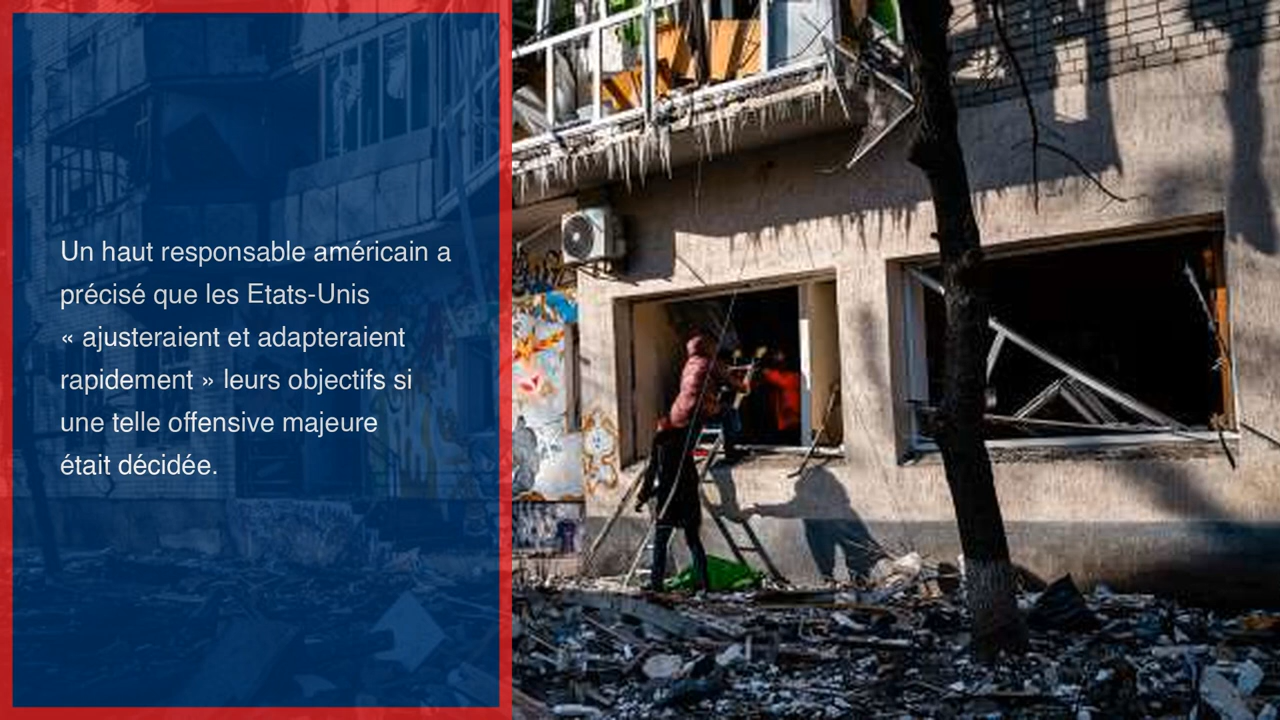 Un haut responsable américain a
précisé que les Etats-Unis
« ajusteraient et adapteraient
rapidement » leurs objectifs si
une telle offensive majeure
était décidée.